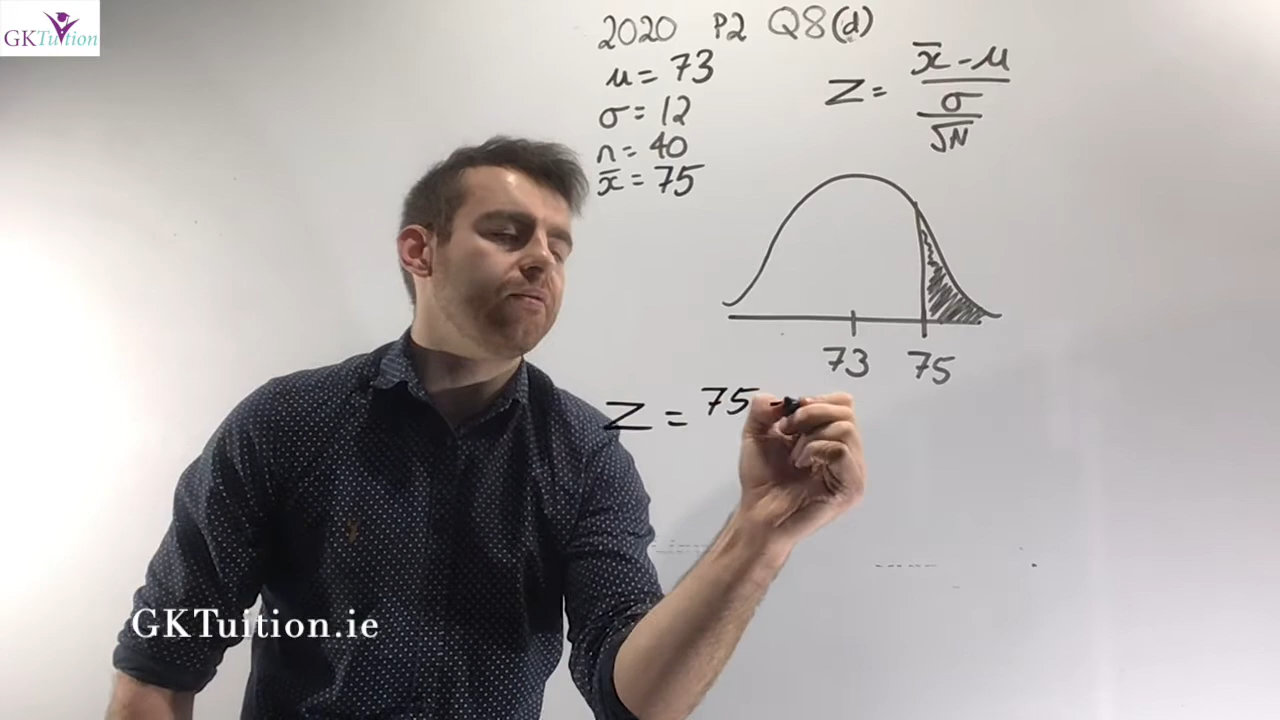 GKTuition
2020 P2 Q8(d)
μ = 73
σ = 12
n = 40
x̄ = 75
Z = x̄ - μ
σ
√N
73 75
Z = 75 -
GKTuition.ie